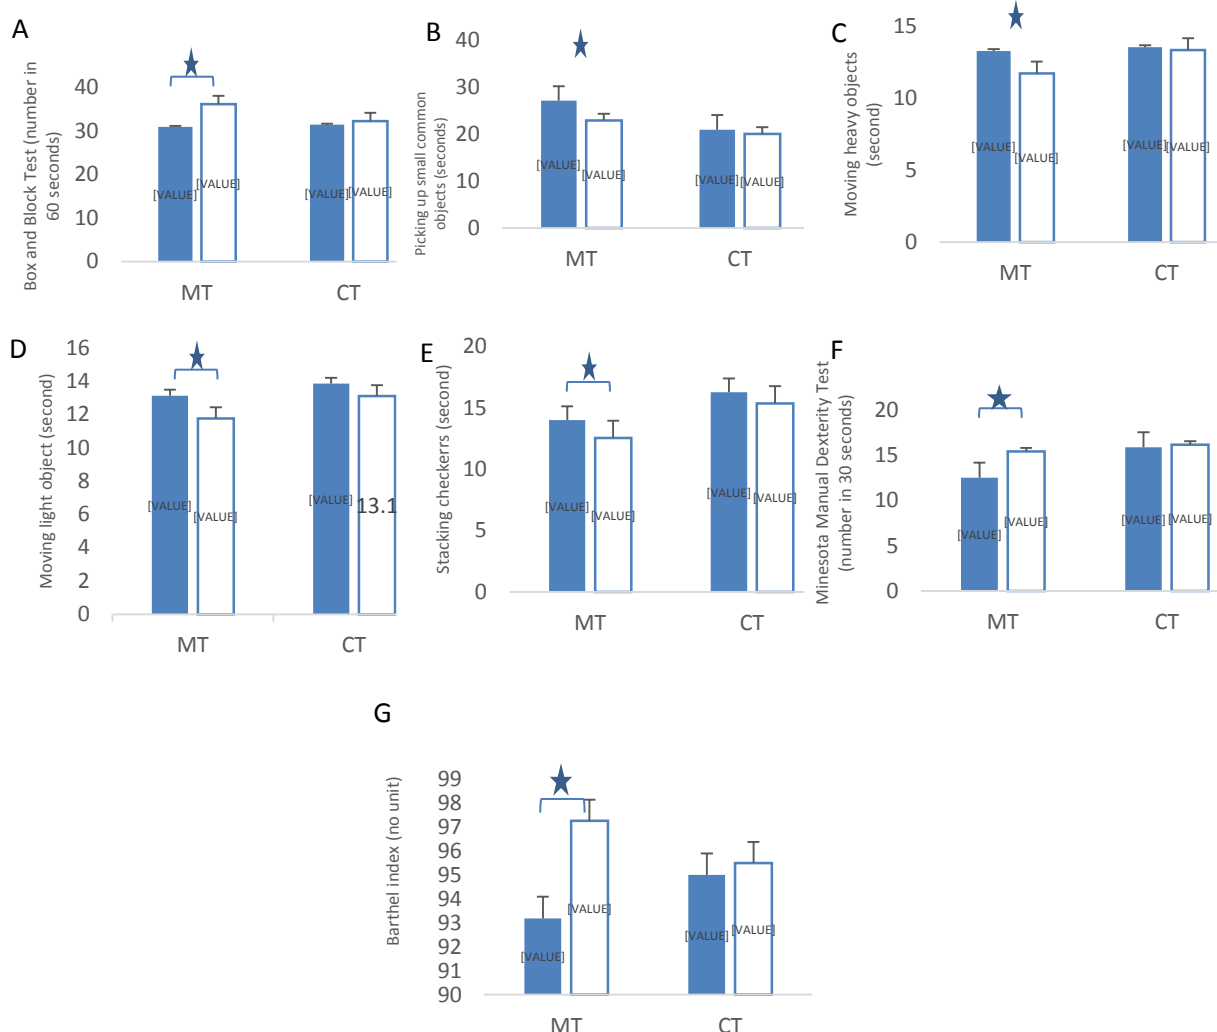 A
Box and Block Test (number in
60 seconds)
40
30
20
10
0
[VALUE]
[VALUE]
[VALUE]
[VALUE]
MT
CT
B
Picking up small common
objects (seconds)
40
30
20
10
0
[VALUE]
[VALUE]
[VALUE]
[VALUE]
MT
CT
C
Moving heavy objects
(second)
15
10
5
0
[VALUE]
[VALUE]
[VALUE]
[VALUE]
MT
CT
D
Moving light object (second)
16
14
12
10
8
6
4
2
0
[VALUE]
[VALUE]
[VALUE]
13.1
MT
CT
E
Stacking checkerrs (second)
20
15
10
5
0
[VALUE]
[VALUE]
[VALUE]
[VALUE]
MT
CT
F
Minesota Manual Dexterity Test
(number in 30 seconds)
20
15
10
5
0
[VALUE]
[VALUE]
[VALUE]
[VALUE]
MT
CT
G
Barthel index (no unit)
99
98
97
96
95
94
93
92
91
90
[VALUE]
[VALUE]
[VALUE]
[VALUE]
MT
CT